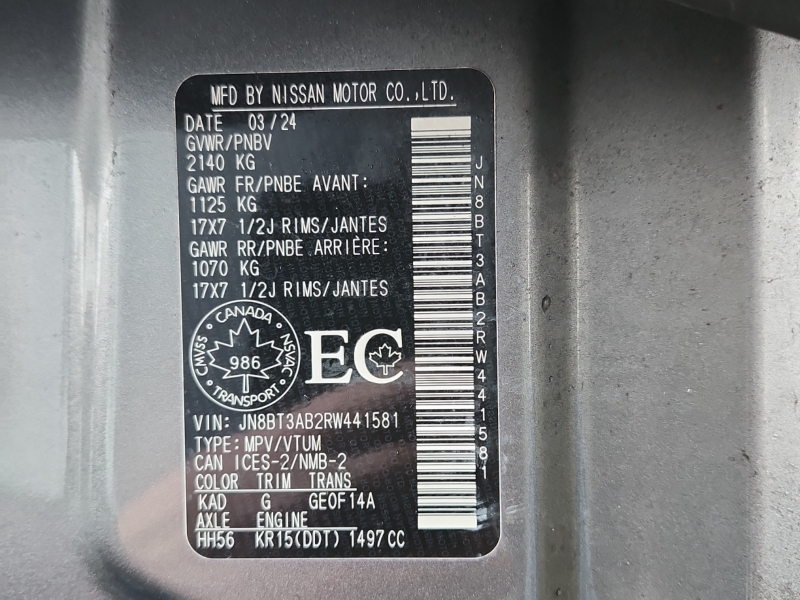 MFD BY NISSAN MOTOR CO.,LTD.
DATE 03/24
GVWR/PNBV
2140 KG
GAWR FR/PNBE AVANT:
1125 KG
17X7 1/2J RIMS/JANTES
GAWR RR/PNBE ARRIÈRE:
1070 KG
17X7 1/2J RIMS/JANTES
CANADA
CMVSS 986 NSVAC
TRANSPORT
EC
VIN: JN8BT3AB2RW441581
TYPE: MPV/VTUM
CAN ICES-2/NMB-2
COLOR TRIM TRANS
KAD G GE0F14A
AXLE ENGINE
HH56 KR15(DDT) 1497CC
JN8BT3AB2RW441581